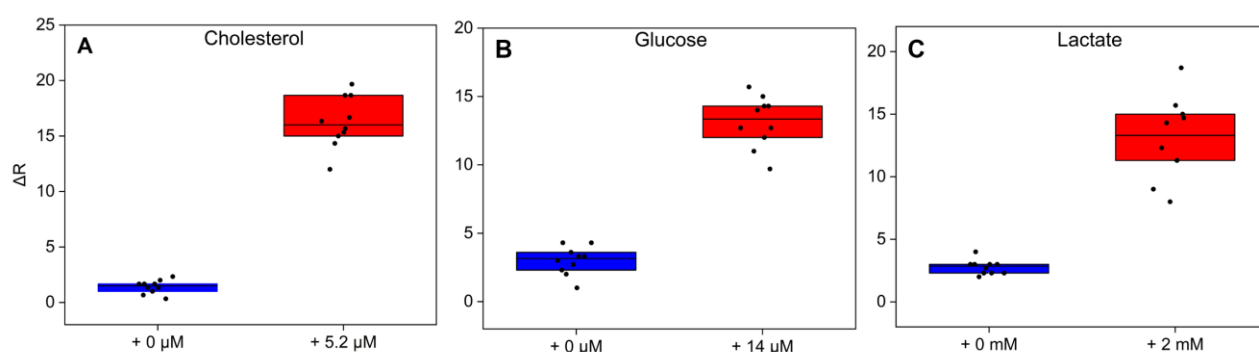 A
Cholesterol
25
20
15
10
5
0
ΔR
+ 0 μM
+ 5.2 μM
B
Glucose
20
15
10
5
0
+ 0 μM
+ 14 μM
C
Lactate
20
15
10
5
0
+ 0 mM
+ 2 mM